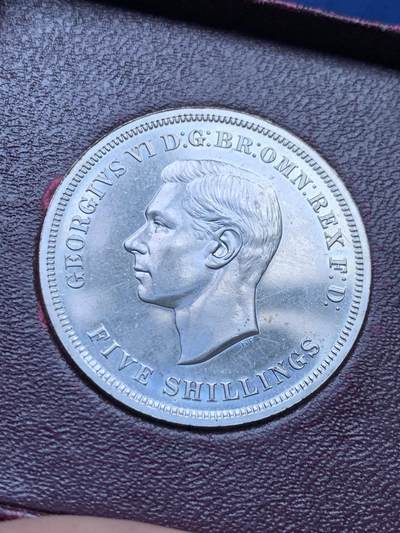 GEORGIVS VI D:G:BR:OMN:REX F:D.
FIVE SHILLINGS